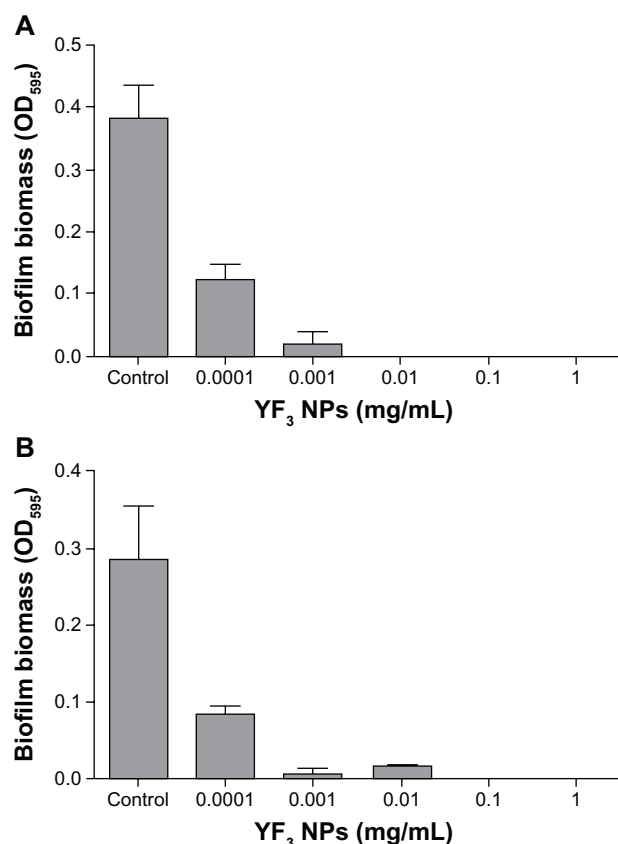 A
Biofilm biomass (OD₅₉₅)
0.5
0.4
0.3
0.2
0.1
0.0
Control 0.0001 0.001 0.01 0.1 1
YF₃ NPs (mg/mL)
B
Biofilm biomass (OD₅₉₅)
0.4
0.3
0.2
0.1
0.0
Control 0.0001 0.001 0.01 0.1 1
YF₃ NPs (mg/mL)